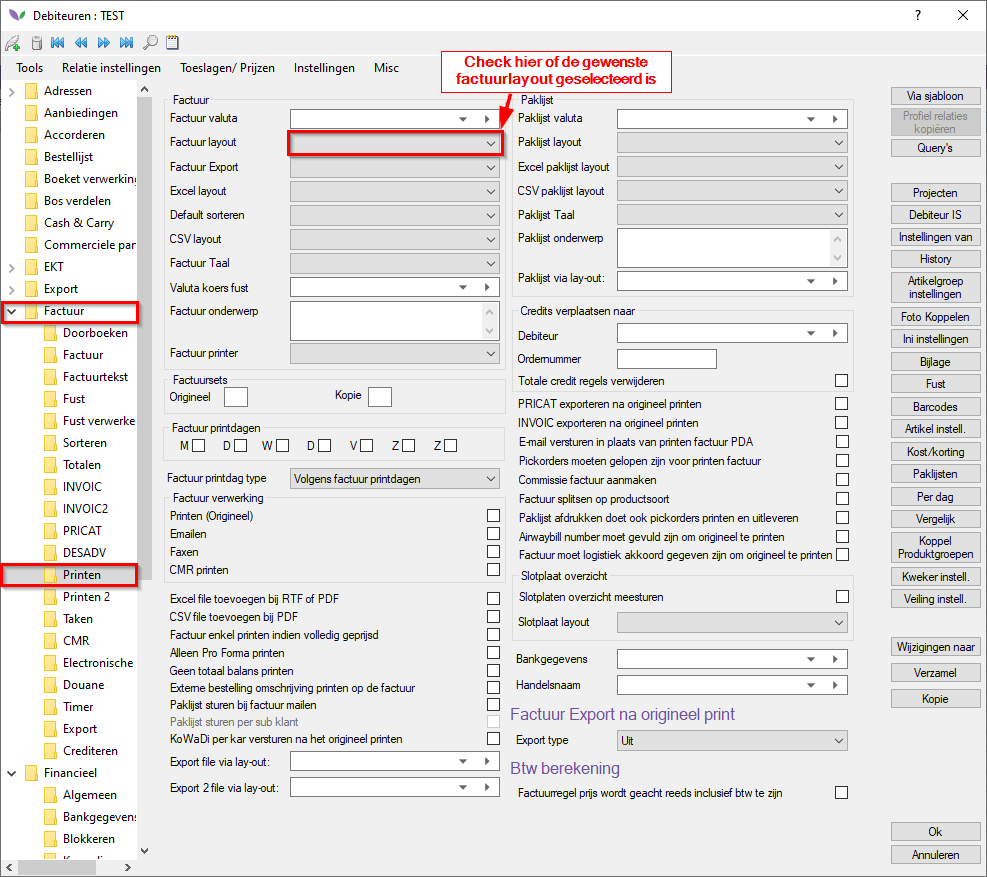 Debiteuren : TEST
?
Tools Relatie instellingen Toeslagen/ Prijzen Instellingen Misc
Check hier of de gewenste
factuurlayout geselecteerd is
Adressen
Aanbiedingen
Accorderen
Bestellijst
Boeket verwerking
Bos verdelen
Cash & Carry
Commerciele par
EKT
Export
Factuur
Doorboeken
Factuur
Factuurtekst
Fust
Fust verwerke
Sorteren
Totalen
INVOIC
INVOIC2
PRICAT
DESADV
Printen
Printen 2
Taken
CMR
Electronische
Douane
Timer
Export
Crediteren
Financieel
Algemeen
Bankgegevens
Blokkeren
Factuur
Factuur valuta
Factuur layout
Factuur Export
Excel layout
Default sorteren
CSV layout
Factuur Taal
Valuta koers fust
Factuur onderwerp
Factuur printer
Factuursets
Origineel Kopie
Factuur printdagen
M D W D V Z Z
Factuur printdag type Volgens factuur printdagen
Factuur verwerking
Printen (Origineel)
Emailen
Faxen
CMR printen
Excel file toevoegen bij RTF of PDF
CSV file toevoegen bij PDF
Factuur enkel printen indien volledig geprijsd
Alleen Pro Forma printen
Geen totaal balans printen
Externe bestelling omschrijving printen op de factuur
Paklijst sturen bij factuur mailen
Paklijst sturen per sub klant
KoWaDi per kar versturen na het origineel printen
Export file via lay-out:
Export 2 file via lay-out:
Paklijst
Paklijst valuta
Paklijst layout
Excel paklijst layout
CSV paklijst layout
Paklijst Taal
Paklijst onderwerp
Paklijst via lay-out:
Credits verplaatsen naar
Debiteur
Ordernummer
Totale credit regels verwijderen
PRICAT exporteren na origineel printen
INVOIC exporteren na origineel printen
E-mail versturen in plaats van printen factuur PDA
Pickorders moeten gelopen zijn voor printen factuur
Commissie factuur aanmaken
Factuur splitsen op productsoort
Paklijst afdrukken doet ook pickorders printen en uitleveren
Airwaybill number moet gevuld zijn om origineel te printen
Factuur moet logistiek akkoord gegeven zijn om origineel te printen
Slotplaat overzicht
Slotplaten overzicht meesturen
Slotplaat layout
Bankgegevens
Handelsnaam
Factuur Export na origineel print
Export type Uit
Btw berekening
Factuurregel prijs wordt geacht reeds inclusief btw te zijn
Via sjabloon
Profiel relaties
kopiëren
Query's
Projecten
Debiteur IS
Instellingen van
History
Artikelgroep
instellingen
Foto Koppelen
Ini instellingen
Bijlage
Fust
Barcodes
Artikel instell.
Kost/korting
Paklijsten
Per dag
Vergelijk
Koppel
Produktgroepen
Kweker instell.
Veiling instell.
Wijzigingen naar
Verzamel
Kopie
Ok
Annuleren